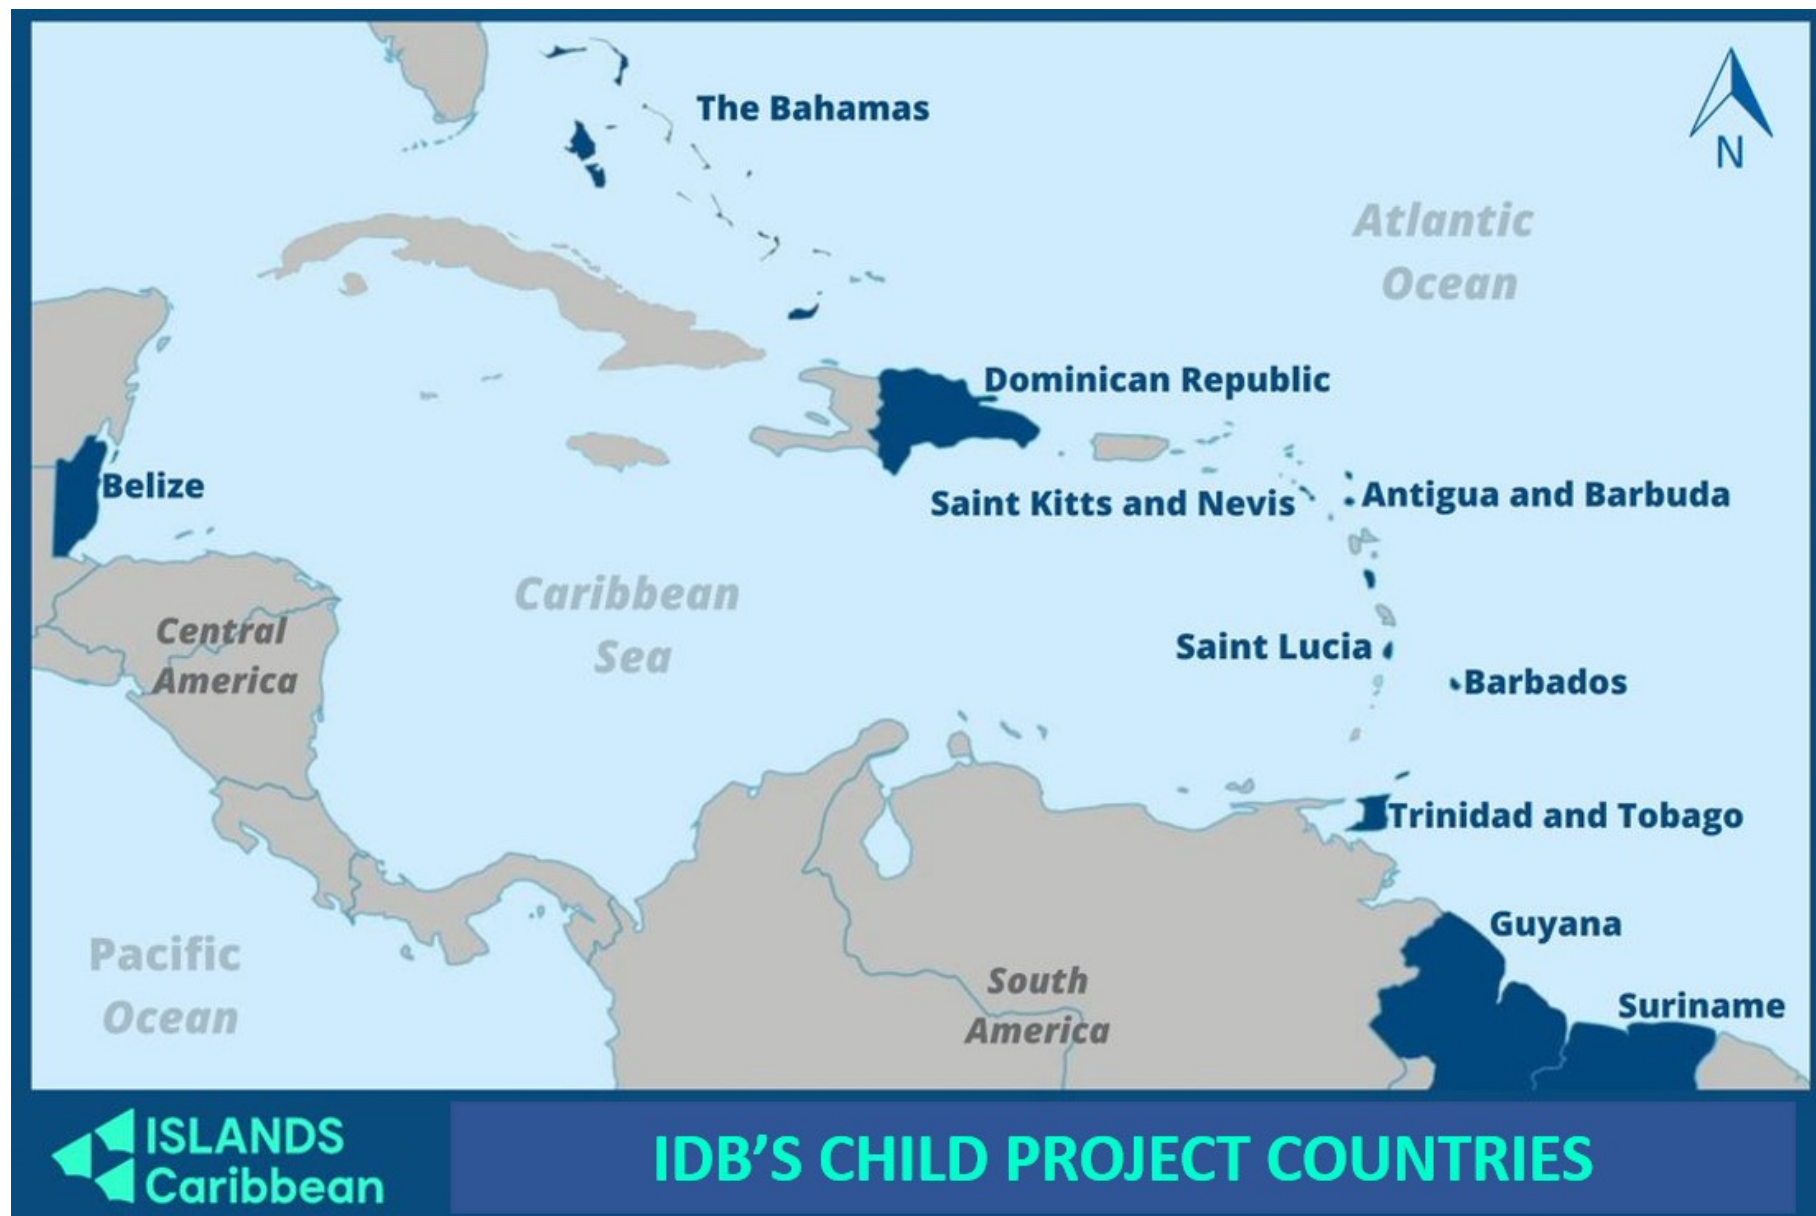 The Bahamas
N
Atlantic
Ocean
Dominican Republic
Belize
Saint Kitts and Nevis
Antigua and Barbuda
Caribbean
Sea
Central
America
Saint Lucia
Barbados
Trinidad and Tobago
Guyana
Pacific
Ocean
South
America
Suriname
ISLANDS
Caribbean
IDB'S CHILD PROJECT COUNTRIES